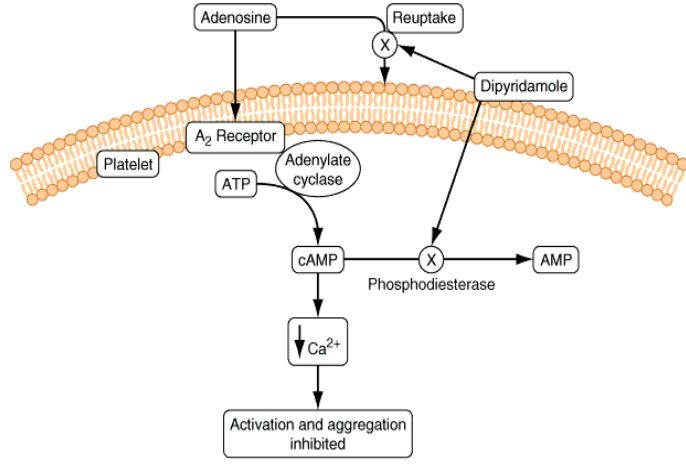 Adenosine
Reuptake
X
Dipyridamole
A₂ Receptor
Platelet
Adenylate
cyclase
ATP
cAMP
X
AMP
Phosphodiesterase
Ca²⁺
Activation and aggregation
inhibited